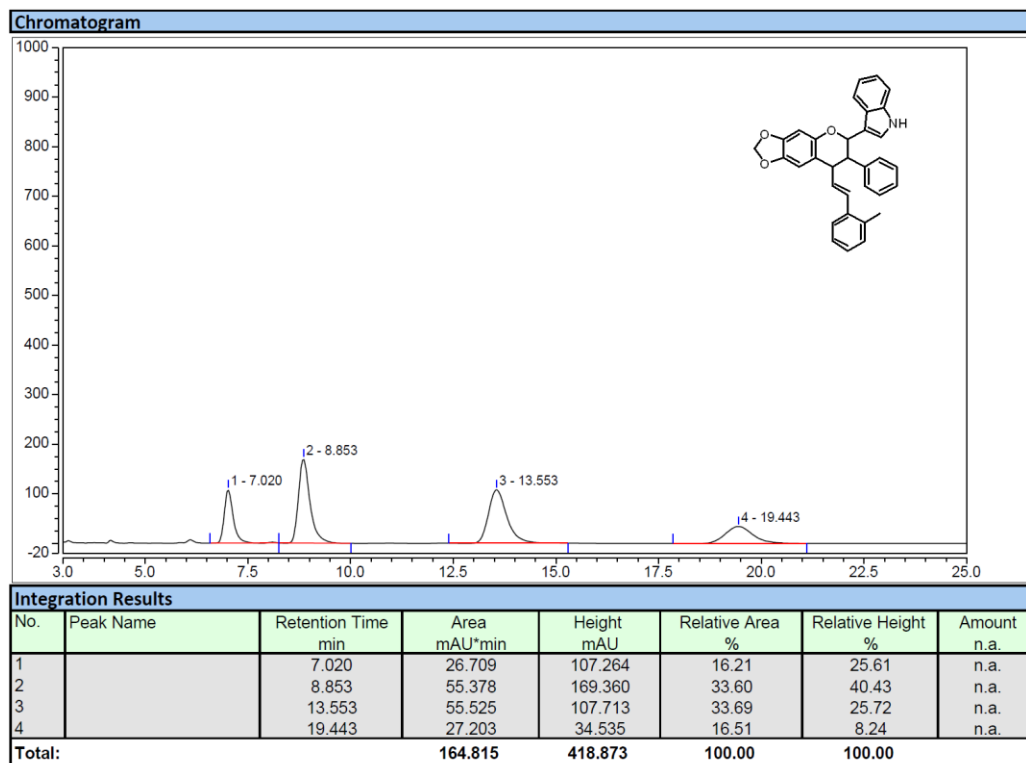 Chromatogram
1000
900
800
700
600
500
400
300
200
100
-20
3.0 5.0 7.5 10.0 12.5 15.0 17.5 20.0 22.5 25.0
NH
O
O
O
1 - 7.020
2 - 8.853
3 - 13.553
4 - 19.443
Integration Results
No. Peak Name Retention Time Area Height Relative Area Relative Height Amount
min mAU*min mAU % % n.a.
1 7.020 26.709 107.264 16.21 25.61 n.a.
2 8.853 55.378 169.360 33.60 40.43 n.a.
3 13.553 55.525 107.713 33.69 25.72 n.a.
4 19.443 27.203 34.535 16.51 8.24 n.a.
Total: 164.815 418.873 100.00 100.00